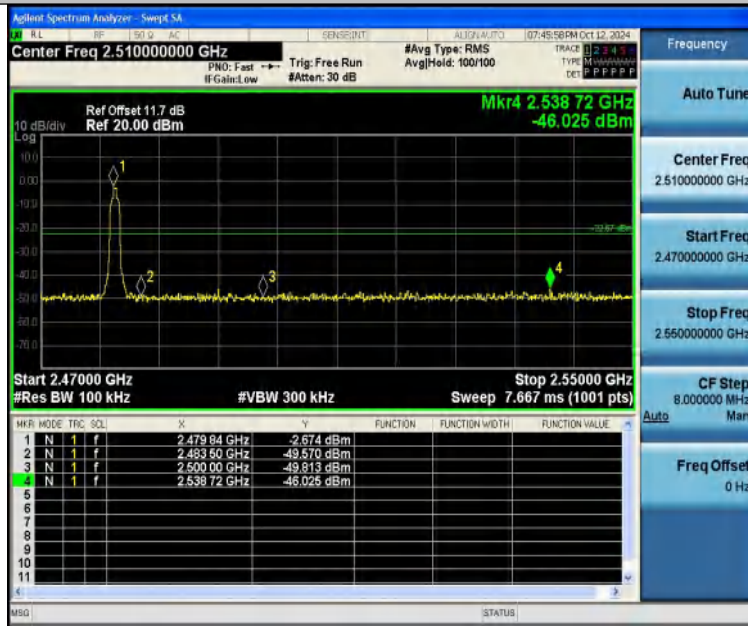 Agilent Spectrum Analyzer - Swept SA
RL RF 50 Ω AC SENSE:INT ALIGN AUTO 07:45:58PM Oct 12, 2024
Center Freq 2.510000000 GHz
PNO: Fast
IFGain:Low
Trig: Free Run
#Atten: 30 dB
#Avg Type: RMS
Avg|Hold: 100/100
TRACE 1 2 3 4 5
TYPE M
DET P P P P P P
Frequency
Auto Tune
Center Freq
2.510000000 GHz
Start Freq
2.470000000 GHz
Stop Freq
2.550000000 GHz
CF Step
8.000000 MHz
Auto Man
Freq Offset
0 Hz
Mkr4 2.538 72 GHz
-46.025 dBm
Ref Offset 11.7 dB
10 dB/div Ref 20.00 dBm
Log
10.0
0.00
-10.0
-20.0
-30.0
-40.0
-50.0
-60.0
-70.0
1
2
3
4
-22.67 dBm
Start 2.47000 GHz Stop 2.55000 GHz
#Res BW 100 kHz #VBW 300 kHz Sweep 7.667 ms (1001 pts)
MKR MODE TRC SCL X Y FUNCTION FUNCTION WIDTH FUNCTION VALUE
1 N 1 f 2.479 84 GHz -2.674 dBm
2 N 1 f 2.483 50 GHz -49.570 dBm
3 N 1 f 2.500 00 GHz -49.813 dBm
4 N 1 f 2.538 72 GHz -46.025 dBm
5
6
7
8
9
10
11
MSG STATUS